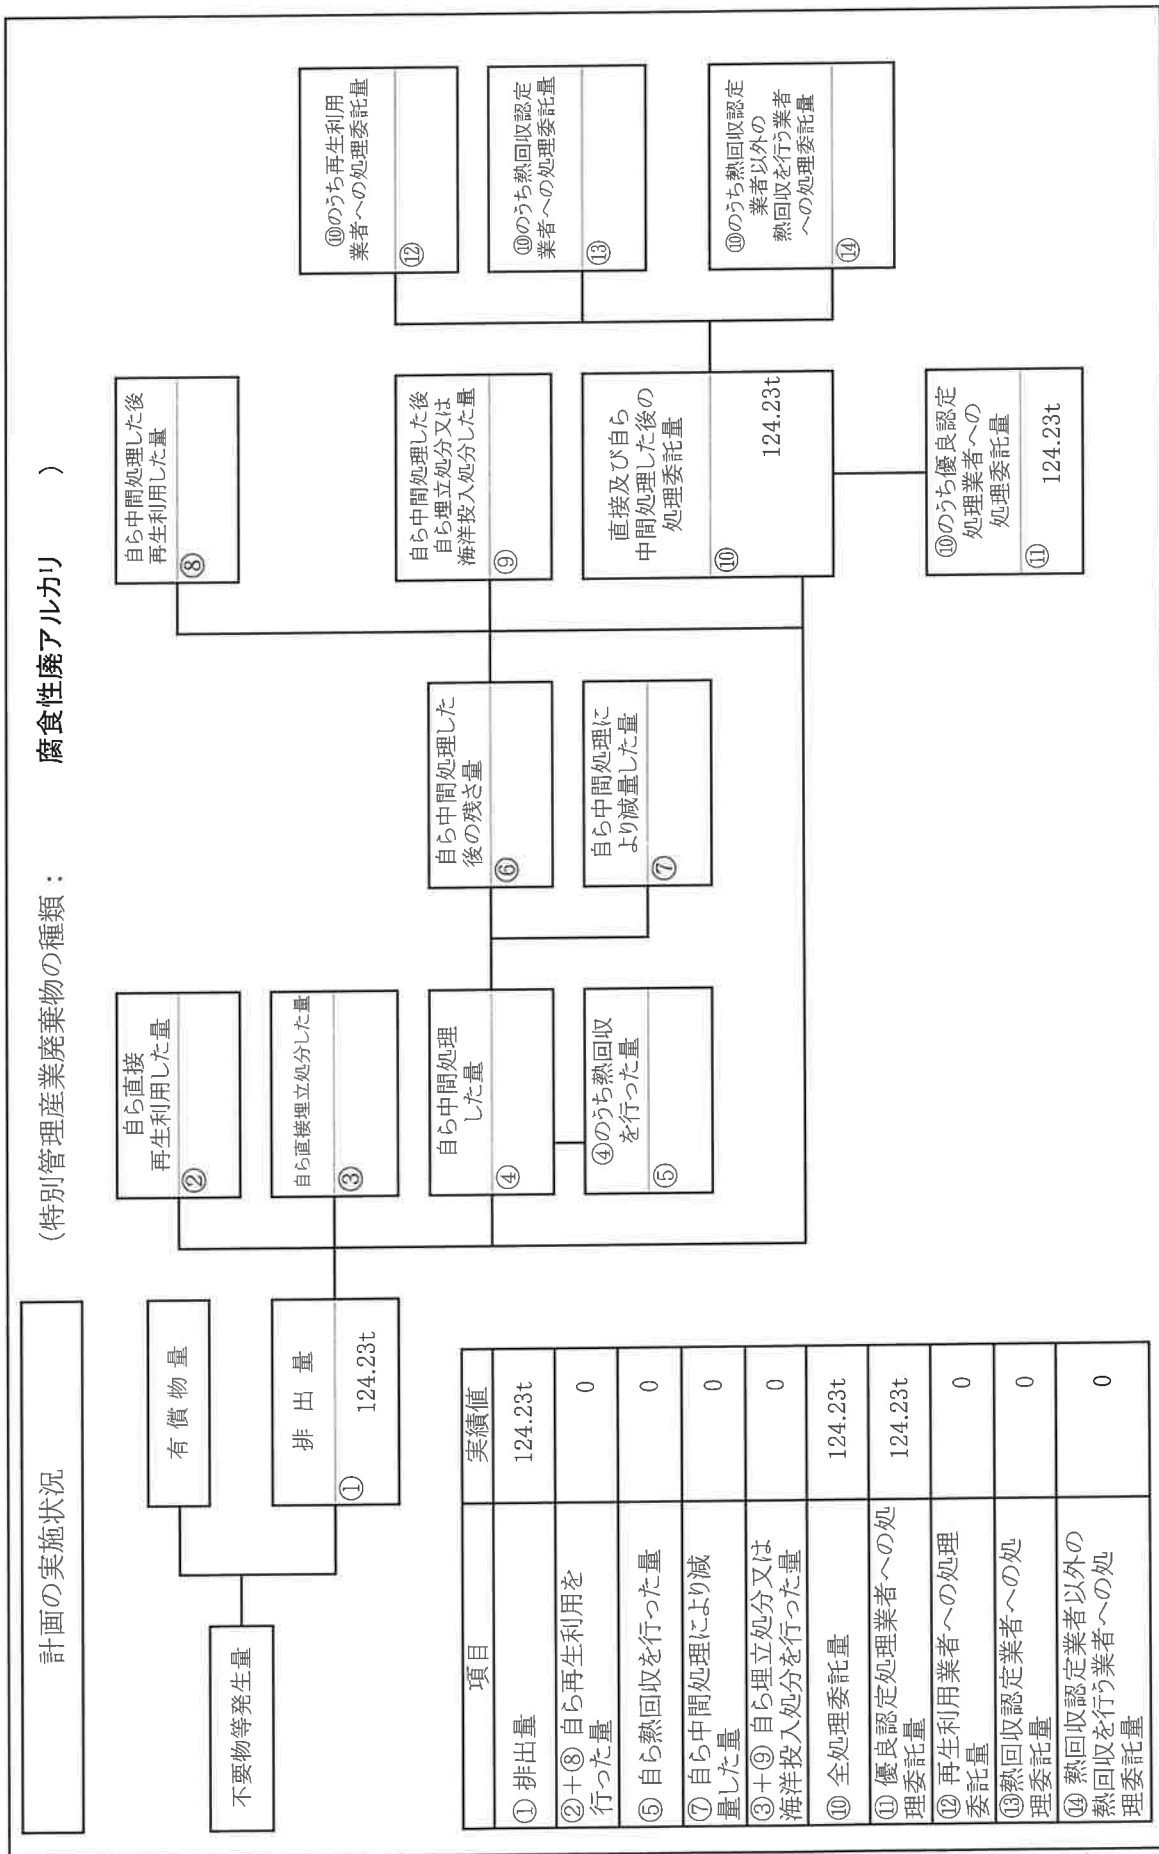 計画の実施状況
（特別管理産業廃棄物の種類： 腐食性廃アルカリ ）
不要物等発生量
有 償 物 量
排 出 量
①
124.23t
自ら直接
再生利用した量
②
自ら直接埋立処分した量
③
自ら中間処理
した量
④
④のうち熱回収
を行った量
⑤
自ら中間処理した
後の残さ量
⑥
自ら中間処理に
より減量した量
⑦
自ら中間処理した後
再生利用した量
⑧
自ら中間処理した後
自ら埋立処分又は
海洋投入処分した量
⑨
直接及び自ら
中間処理した後の
処理委託量
⑩
124.23t
⑩のうち優良認定
処理業者への
処理委託量
⑪
124.23t
⑩のうち再生利用
業者への処理委託量
⑫
⑩のうち熱回収認定
業者への処理委託量
⑬
⑩のうち熱回収認定
業者以外の
熱回収を行う業者
への処理委託量
⑭
項目 実績値
① 排出量 124.23t
②＋⑧ 自ら再生利用を
行った量 0
⑤ 自ら熱回収を行った量 0
⑦ 自ら中間処理により減
量した量 0
③＋⑨ 自ら埋立処分又は
海洋投入処分を行った量 0
⑩ 全処理委託量 124.23t
⑪ 優良認定処理業者への処
理委託量 124.23t
⑫ 再生利用業者への処理
委託量 0
⑬熱回収認定業者への処
理委託量 0
⑭ 熱回収認定業者以外の
熱回収を行う業者への処
理委託量 0